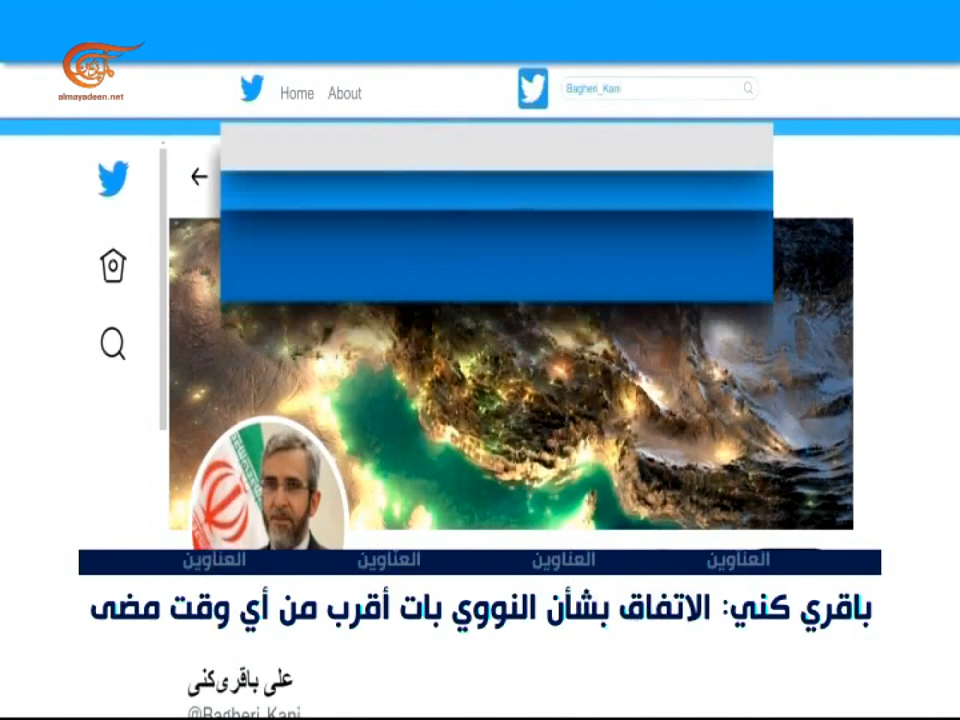 almayadeen.net
Home About
Bagheri_Kani
العناوين العناوين العناوين العناوين
باقري كني: الاتفاق بشأن النووي بات أقرب من أي وقت مضى
علی باقری‌کنی
@Bagheri_Kani